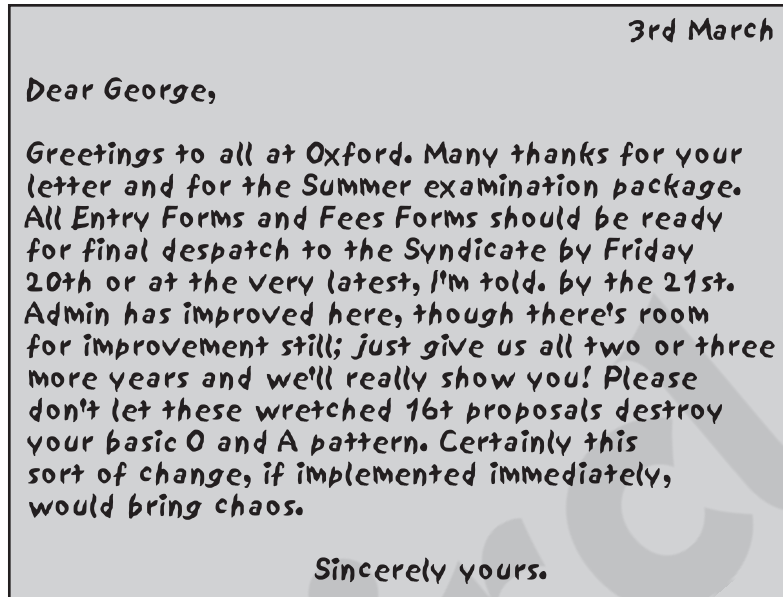 3rd March
Dear George,
Greetings to all at Oxford. Many thanks for your
letter and for the Summer examination package.
All Entry Forms and Fees Forms should be ready
for final despatch to the Syndicate by Friday
20th or at the very latest, I'm told. by the 21st.
Admin has improved here, though there's room
for improvement still; just give us all two or three
more years and we'll really show you! Please
don't let these wretched 16t proposals destroy
your basic O and A pattern. Certainly this
sort of change, if implemented immediately,
would bring chaos.
Sincerely yours.